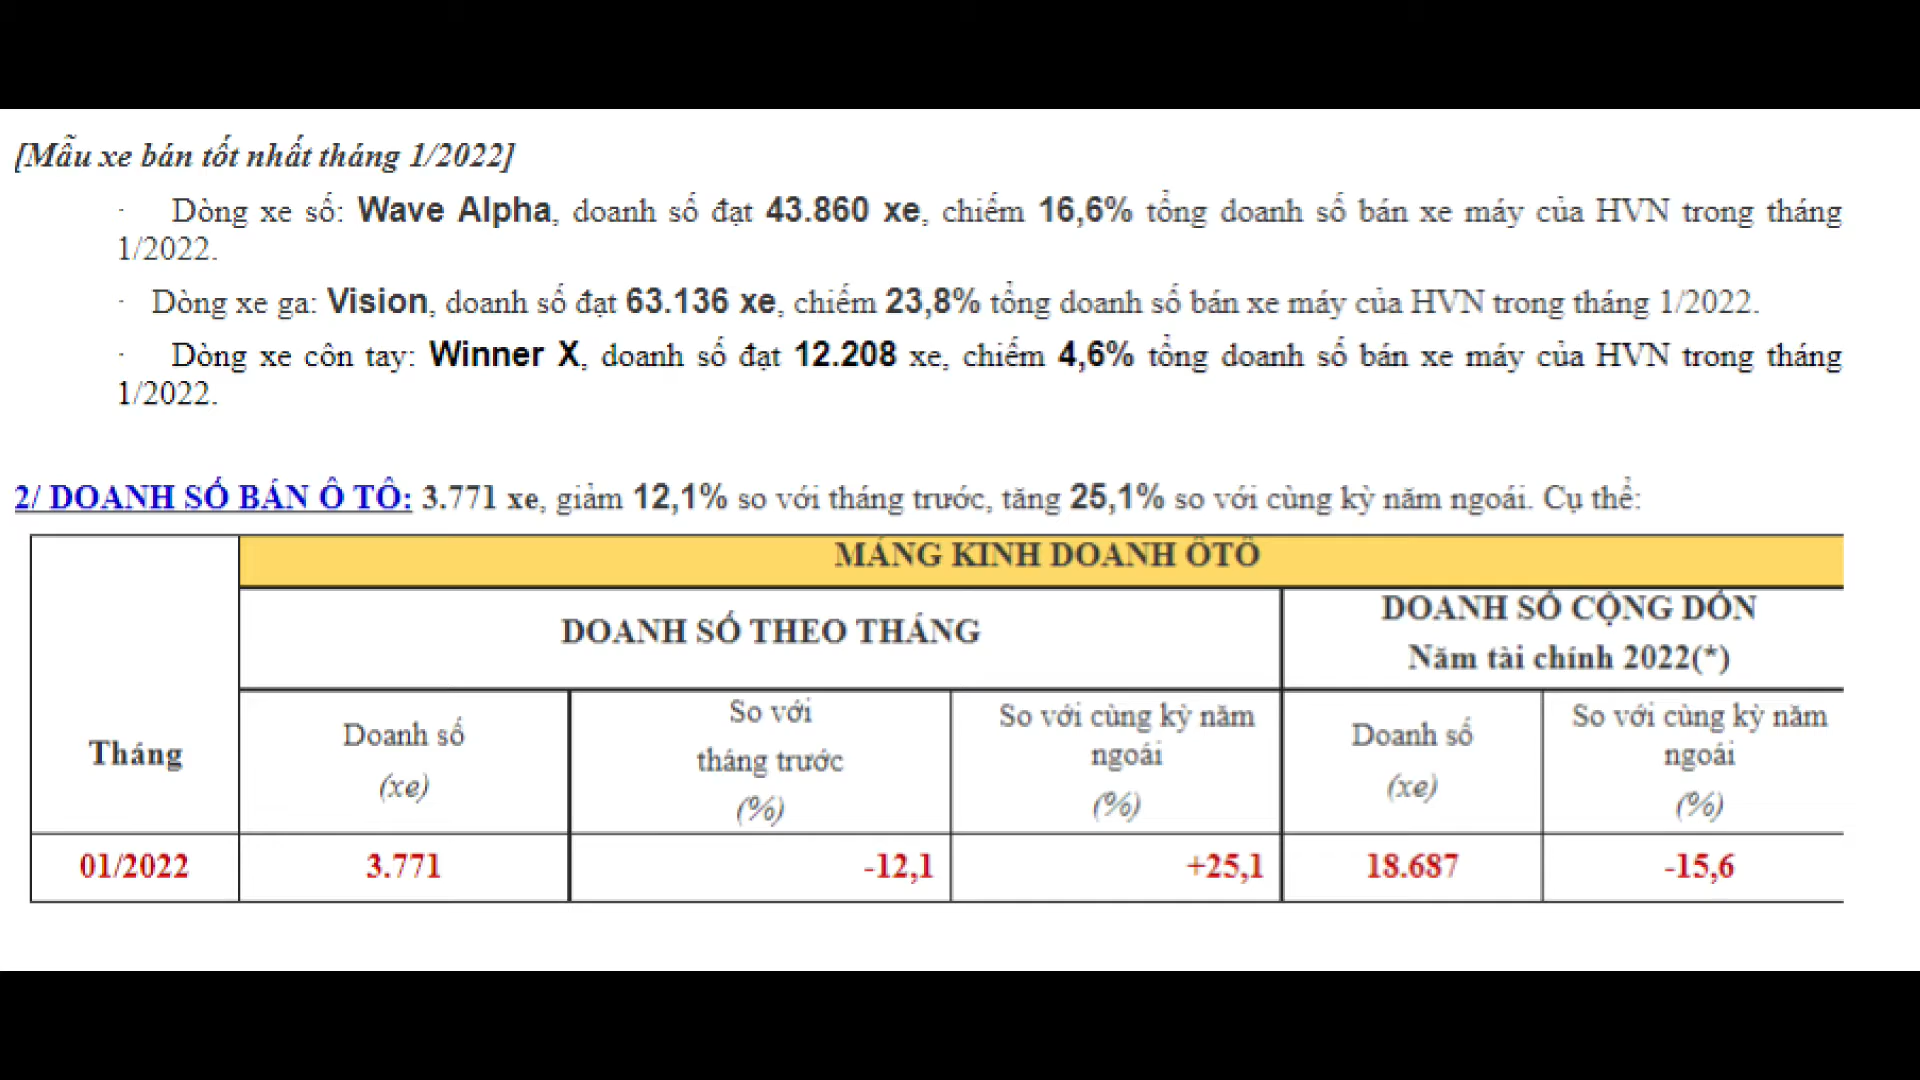 [Mẫu xe bán tốt nhất tháng 1/2022]
· Dòng xe số: Wave Alpha, doanh số đạt 43.860 xe, chiếm 16,6% tổng doanh số bán xe máy của HVN trong tháng
1/2022.
· Dòng xe ga: Vision, doanh số đạt 63.136 xe, chiếm 23,8% tổng doanh số bán xe máy của HVN trong tháng 1/2022.
· Dòng xe côn tay: Winner X, doanh số đạt 12.208 xe, chiếm 4,6% tổng doanh số bán xe máy của HVN trong tháng
1/2022.
2/ DOANH SỐ BÁN Ô TÔ: 3.771 xe, giảm 12,1% so với tháng trước, tăng 25,1% so với cùng kỳ năm ngoái. Cụ thể:
MẢNG KINH DOANH ÔTÔ
DOANH SỐ THEO THÁNG
DOANH SỐ CỘNG DỒN
Năm tài chính 2022(*)
Tháng
Doanh số
(xe)
So với
tháng trước
(%)
So với cùng kỳ năm
ngoái
(%)
Doanh số
(xe)
So với cùng kỳ năm
ngoái
(%)
01/2022 3.771 -12,1 +25,1 18.687 -15,6